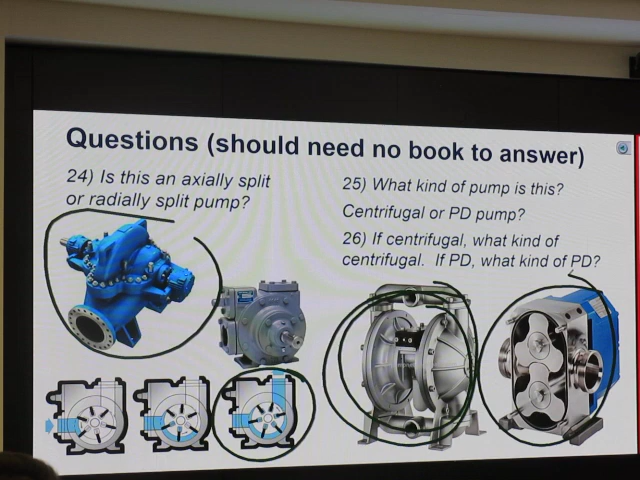 Questions (should need no book to answer)
24) Is this an axially split
or radially split pump?
25) What kind of pump is this?
Centrifugal or PD pump?
26) If centrifugal, what kind of
centrifugal. If PD, what kind of PD?